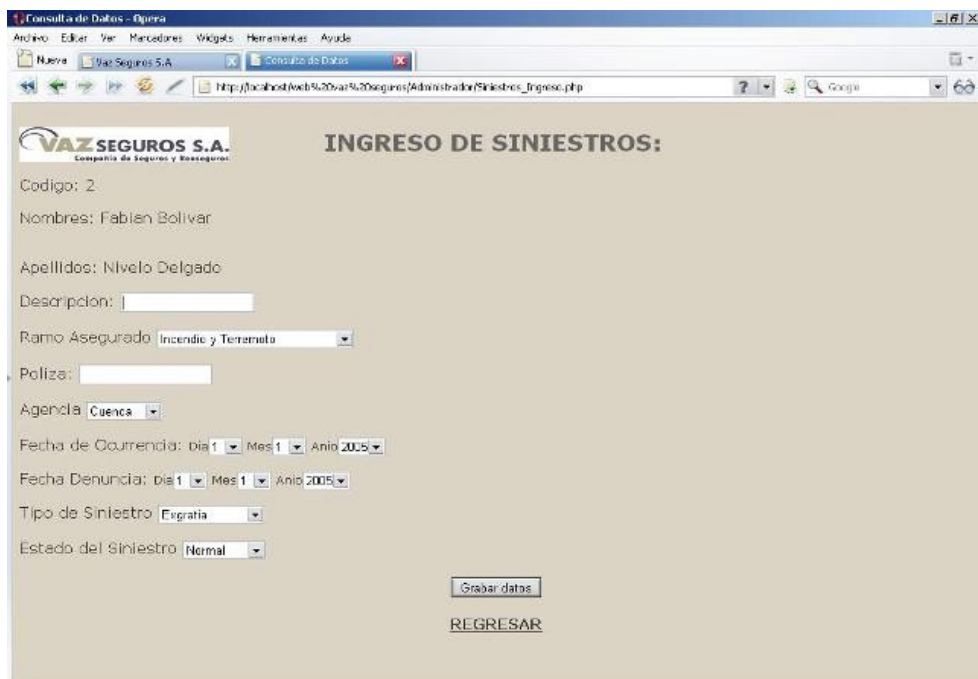 Consulta de Datos - Opera
Archivo Editar Ver Marcadores Widgets Herramientas Ayuda
Nueva Vaz Seguros S.A Consulta de Datos
http://localhost/web%20vaz%20seguros/Administrador/Siniestros_Ingreso.php ? Google
VAZ SEGUROS S.A.
Compañía de Seguros y Reaseguros
INGRESO DE SINIESTROS:
Codigo: 2
Nombres: Fabian Bolivar
Apellidos: Nivelo Delgado
Descripcion:
Ramo Asegurado Incendio y Terremoto
Poliza:
Agencia Cuenca
Fecha de Ocurrencia: Dia 1 Mes 1 Anio 2005
Fecha Denuncia: Dia 1 Mes 1 Anio 2005
Tipo de Siniestro Exgratia
Estado del Siniestro Normal
Grabar datos
REGRESAR